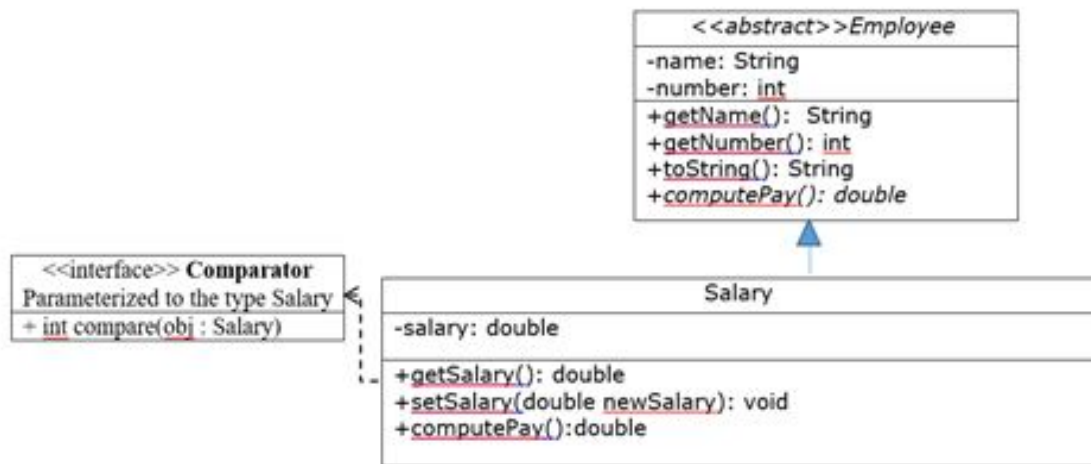 <<abstract>>Employee
-name: String
-number: int
+getName(): String
+getNumber(): int
+toString(): String
+computePay(): double
<<interface>> Comparator
Parameterized to the type Salary
+ int compare(obj : Salary)
Salary
-salary: double
+getSalary(): double
+setSalary(double newSalary): void
+computePay():double